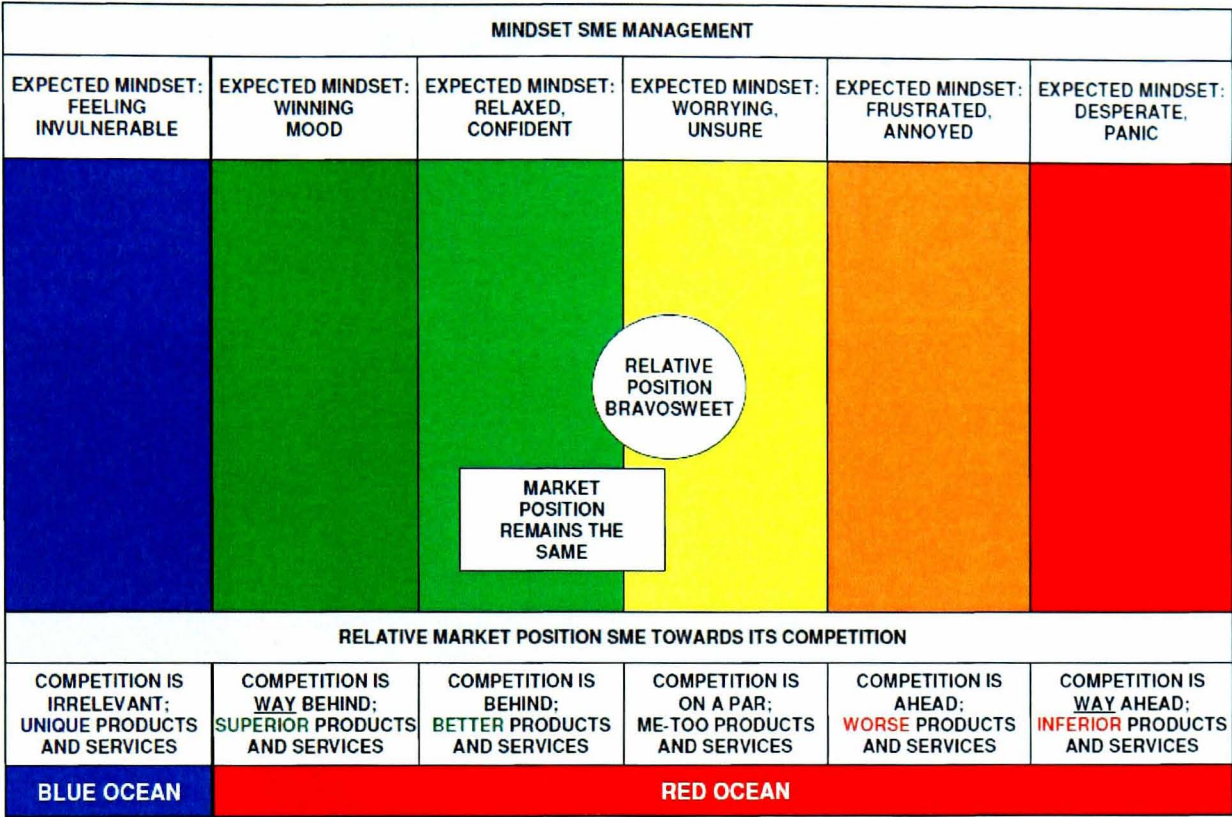 MINDSET SME MANAGEMENT
EXPECTED MINDSET:
FEELING
INVULNERABLE
EXPECTED MINDSET:
WINNING
MOOD
EXPECTED MINDSET:
RELAXED,
CONFIDENT
EXPECTED MINDSET:
WORRYING,
UNSURE
EXPECTED MINDSET:
FRUSTRATED,
ANNOYED
EXPECTED MINDSET:
DESPERATE,
PANIC
RELATIVE
POSITION
BRAVOSWEET
MARKET
POSITION
REMAINS THE
SAME
RELATIVE MARKET POSITION SME TOWARDS ITS COMPETITION
COMPETITION IS
IRRELEVANT;
UNIQUE PRODUCTS
AND SERVICES
COMPETITION IS
WAY BEHIND;
SUPERIOR PRODUCTS
AND SERVICES
COMPETITION IS
BEHIND;
BETTER PRODUCTS
AND SERVICES
COMPETITION IS
ON A PAR;
ME-TOO PRODUCTS
AND SERVICES
COMPETITION IS
AHEAD;
WORSE PRODUCTS
AND SERVICES
COMPETITION IS
WAY AHEAD;
INFERIOR PRODUCTS
AND SERVICES
BLUE OCEAN
RED OCEAN